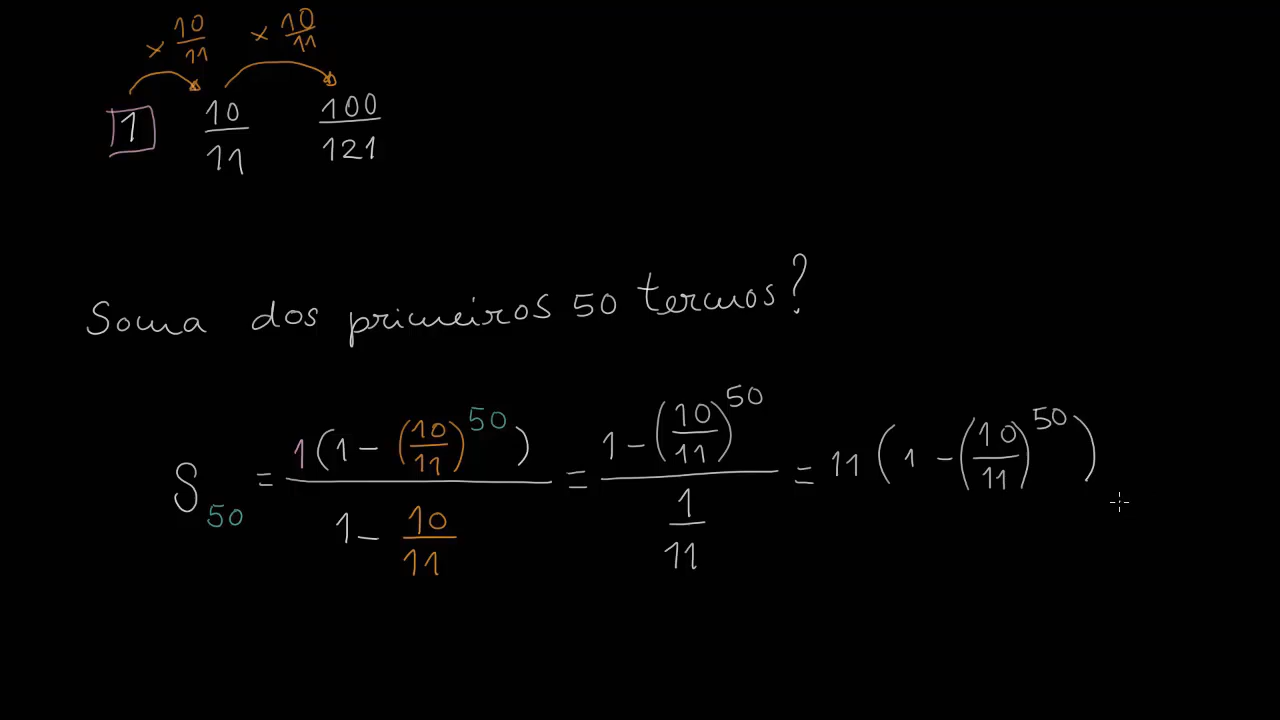 × 10/11 × 10/11
1 10/11 100/121
Soma dos primeiros 50 termos?
S₅₀ = 1(1 − (10/11)⁵⁰) / (1 − 10/11) = (1 − (10/11)⁵⁰) / (1/11) = 11(1 − (10/11)⁵⁰)